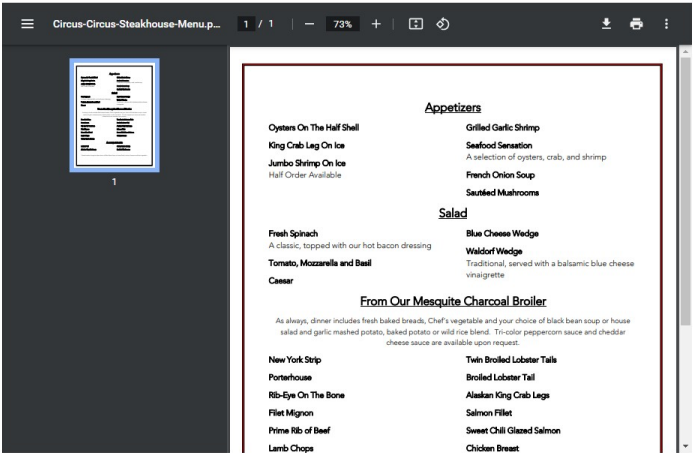 Circus-Circus-Steakhouse-Menu.p...
1 / 1
73%
1
Appetizers
Oysters On The Half Shell
King Crab Leg On Ice
Jumbo Shrimp On Ice
Half Order Available
Grilled Garlic Shrimp
Seafood Sensation
A selection of oysters, crab, and shrimp
French Onion Soup
Sautéed Mushrooms
Salad
Fresh Spinach
A classic, topped with our hot bacon dressing
Tomato, Mozzarella and Basil
Caesar
Blue Cheese Wedge
Waldorf Wedge
Traditional, served with a balsamic blue cheese
vinaigrette
From Our Mesquite Charcoal Broiler
As always, dinner includes fresh baked breads, Chef's vegetable and your choice of black bean soup or house
salad and garlic mashed potato, baked potato or wild rice blend. Tri-color peppercorn sauce and cheddar
cheese sauce are available upon request.
New York Strip
Porterhouse
Rib-Eye On The Bone
Filet Mignon
Prime Rib of Beef
Lamb Chops
Twin Broiled Lobster Tails
Broiled Lobster Tail
Alaskan King Crab Legs
Salmon Fillet
Sweet Chili Glazed Salmon
Chicken Breast